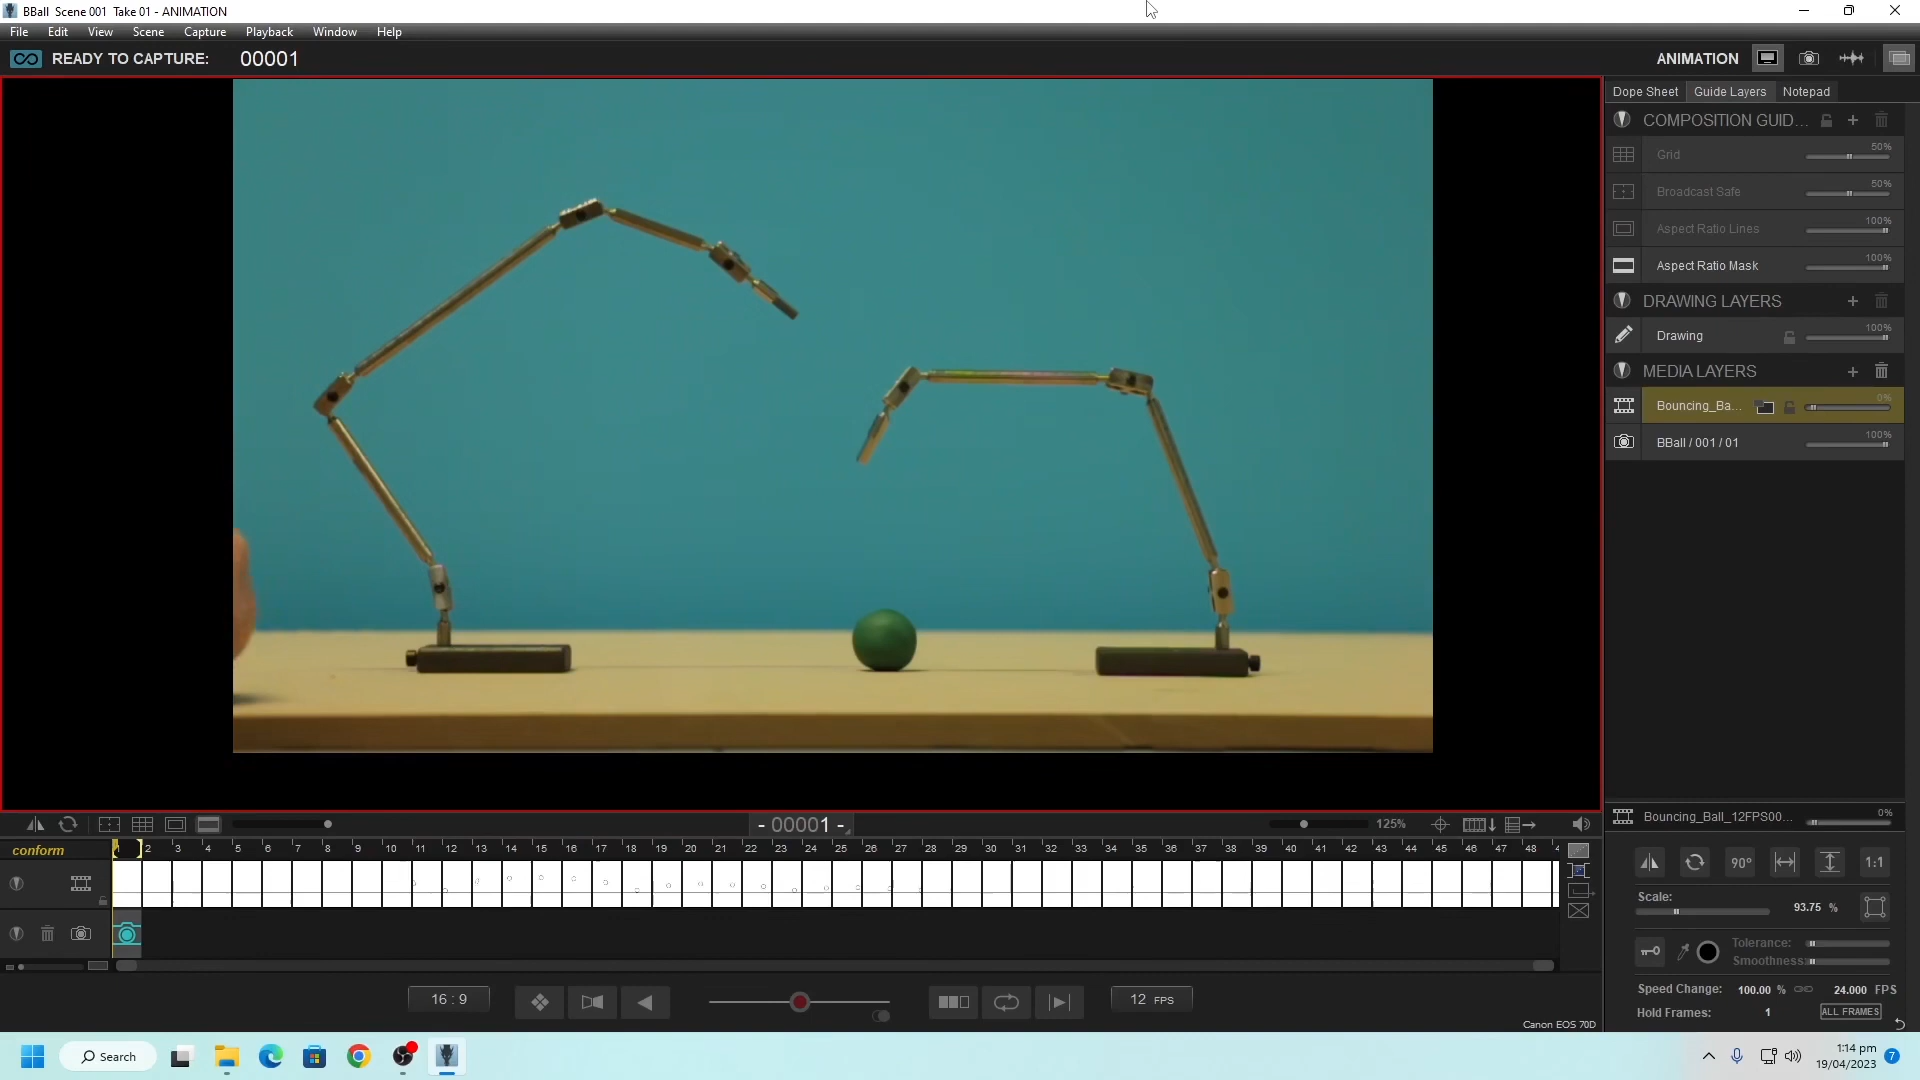 BBall Scene 001 Take 01 - ANIMATION
File Edit View Scene Capture Playback Window Help
READY TO CAPTURE: 00001
ANIMATION
Dope Sheet Guide Layers Notepad
COMPOSITION GUID...
Grid 50%
Broadcast Safe 50%
Aspect Ratio Lines 100%
Aspect Ratio Mask 100%
DRAWING LAYERS
Drawing 100%
MEDIA LAYERS
Bouncing_Ba... 0%
BBall / 001 / 01 100%
- 00001 -
125%
conform
1 2 3 4 5 6 7 8 9 10 11 12 13 14 15 16 17 18 19 20 21 22 23 24 25 26 27 28 29 30 31 32 33 34 35 36 37 38 39 40 41 42 43 44 45 46 47 48 4
16 : 9
12 FPS
Canon EOS 70D
Bouncing_Ball_12FPS00... 0%
90° 1:1
Scale: 93.75 %
Tolerance:
Smoothness:
Speed Change: 100.00 % 24.000 FPS
Hold Frames: 1 ALL FRAMES
Search
1:14 pm
19/04/2023
7